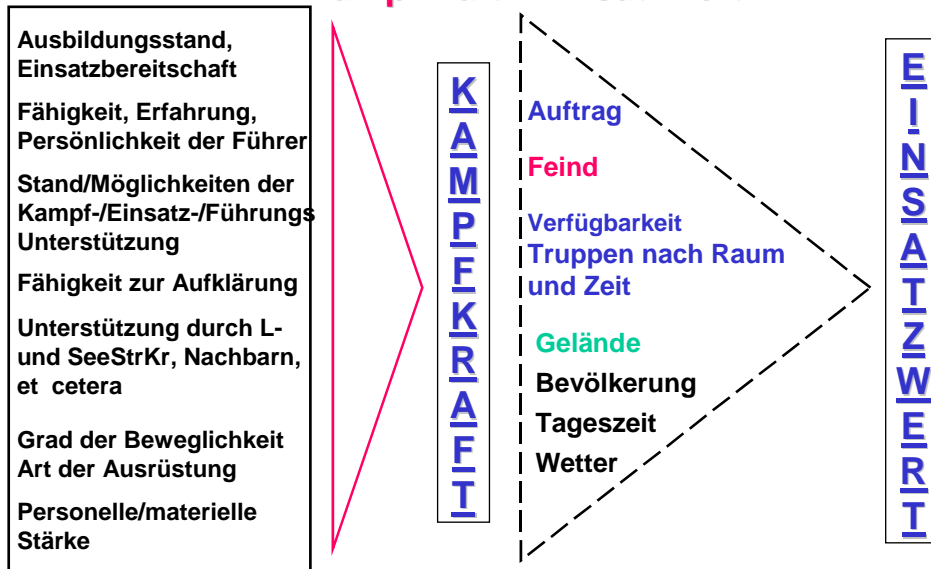 Ausbildungsstand,
Einsatzbereitschaft
Fähigkeit, Erfahrung,
Persönlichkeit der Führer
Stand/Möglichkeiten der
Kampf-/Einsatz-/Führungs
Unterstützung
Fähigkeit zur Aufklärung
Unterstützung durch L-
und SeeStrKr, Nachbarn,
et cetera
Grad der Beweglichkeit
Art der Ausrüstung
Personelle/materielle
Stärke
KAMPFKRAFT
Auftrag
Feind
Verfügbarkeit
Truppen nach Raum
und Zeit
Gelände
Bevölkerung
Tageszeit
Wetter
EINSATZWERT